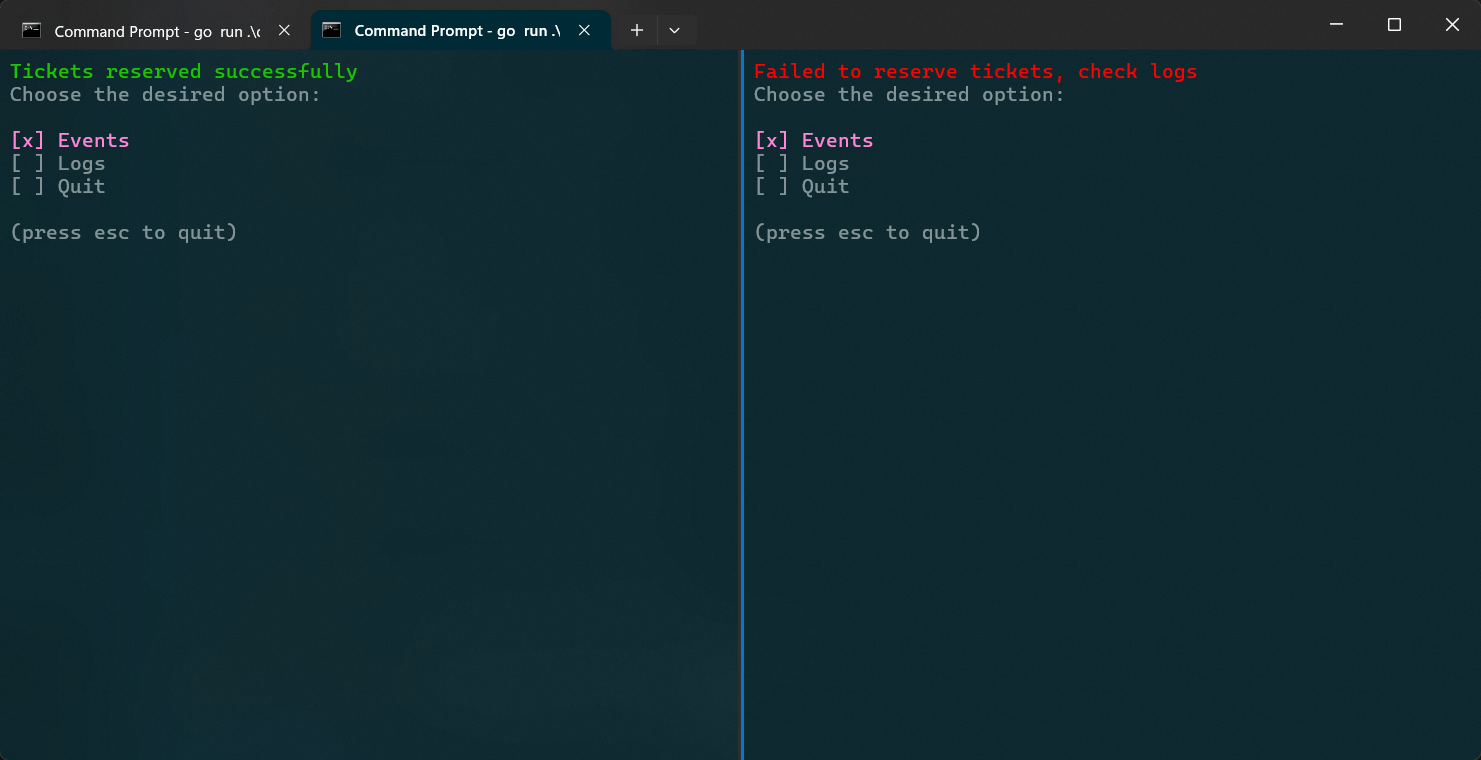 Command Prompt - go  run .\c
Command Prompt - go  run .\
Tickets reserved successfully
Choose the desired option:
[x] Events
[ ] Logs
[ ] Quit
(press esc to quit)
Failed to reserve tickets, check logs
Choose the desired option:
[x] Events
[ ] Logs
[ ] Quit
(press esc to quit)